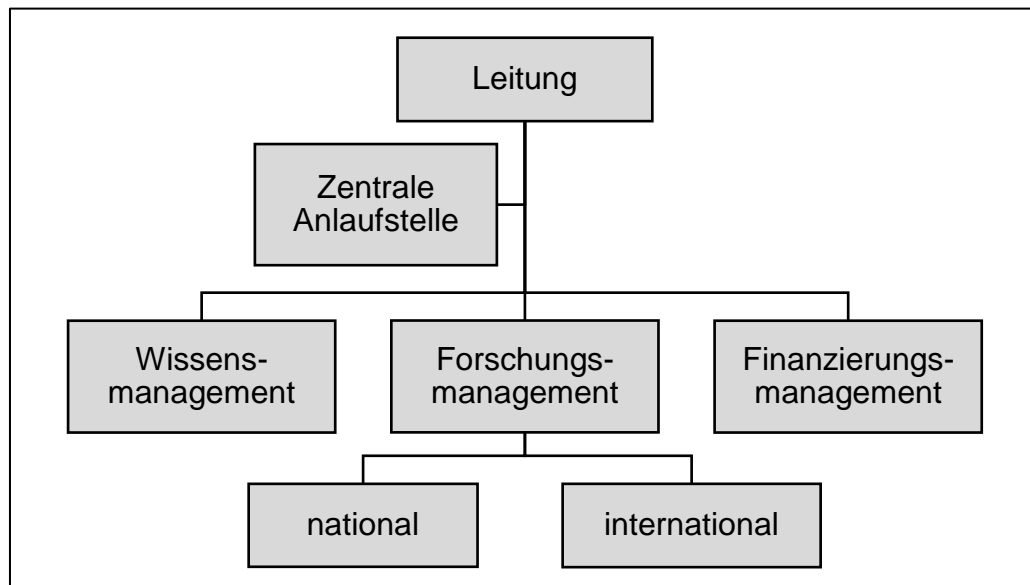 Leitung
Zentrale
Anlaufstelle
Wissens-
management
Forschungs-
management
Finanzierungs-
management
national
international